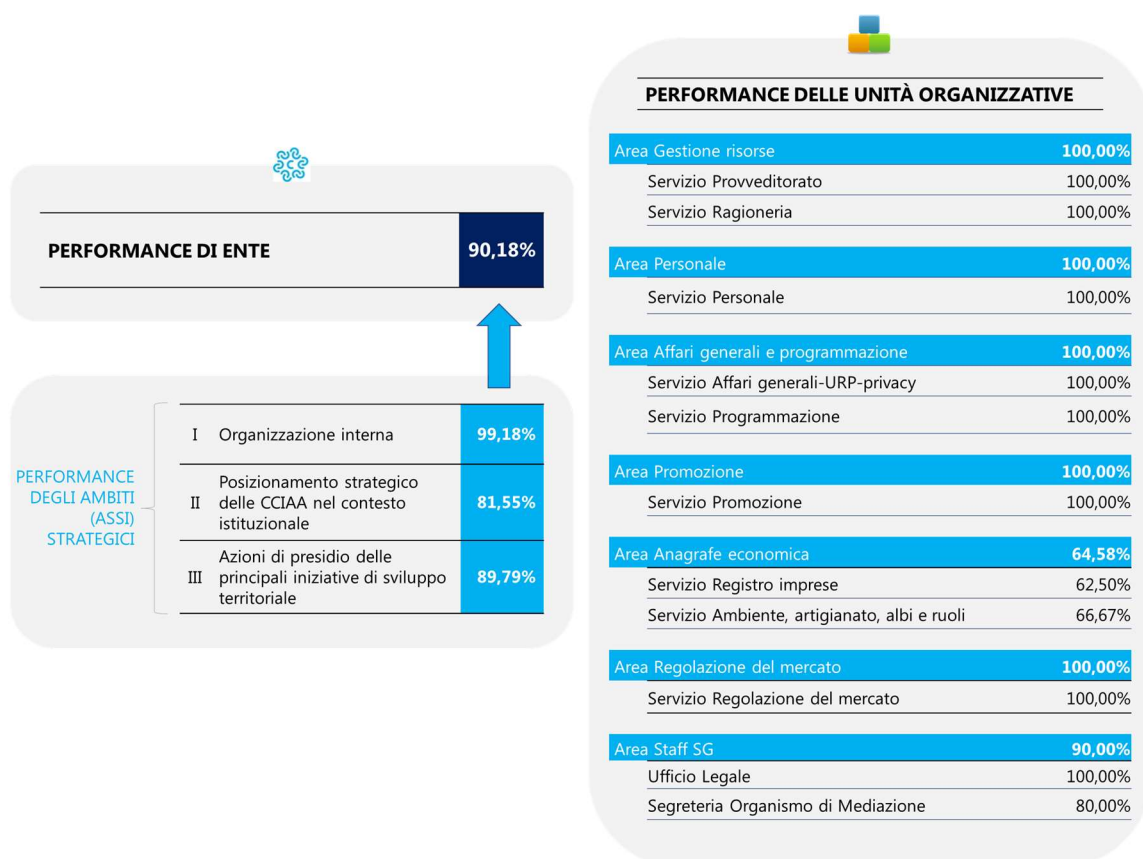 PERFORMANCE DI ENTE 90,18%
PERFORMANCE
DEGLI AMBITI
(ASSI)
STRATEGICI
I Organizzazione interna 99,18%
Posizionamento strategico
II delle CCIAA nel contesto 81,55%
istituzionale
Azioni di presidio delle
III principali iniziative di sviluppo 89,79%
territoriale
PERFORMANCE DELLE UNITÀ ORGANIZZATIVE
Area Gestione risorse 100,00%
Servizio Provveditorato 100,00%
Servizio Ragioneria 100,00%
Area Personale 100,00%
Servizio Personale 100,00%
Area Affari generali e programmazione 100,00%
Servizio Affari generali-URP-privacy 100,00%
Servizio Programmazione 100,00%
Area Promozione 100,00%
Servizio Promozione 100,00%
Area Anagrafe economica 64,58%
Servizio Registro imprese 62,50%
Servizio Ambiente, artigianato, albi e ruoli 66,67%
Area Regolazione del mercato 100,00%
Servizio Regolazione del mercato 100,00%
Area Staff SG 90,00%
Ufficio Legale 100,00%
Segreteria Organismo di Mediazione 80,00%